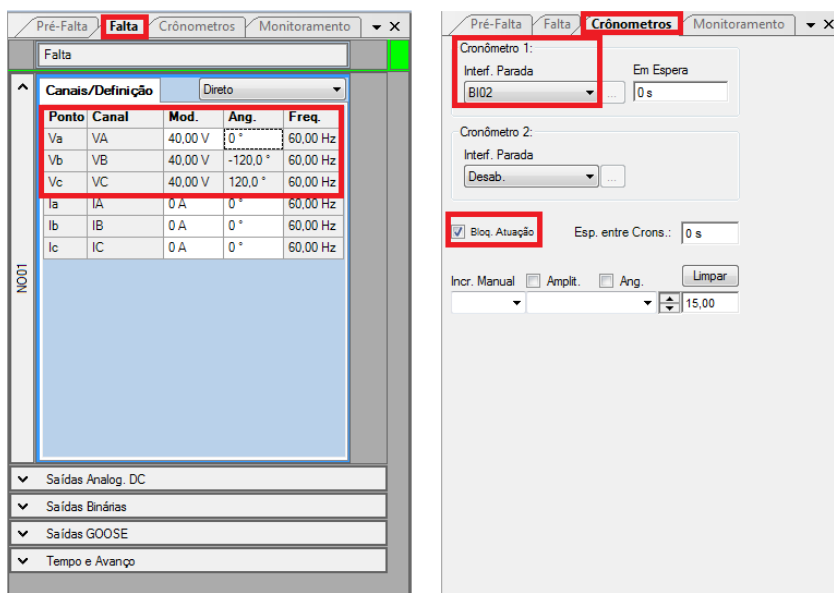 Pré-Falta Falta Crônometros Monitoramento
Falta
Canais/Definição Direto
Ponto Canal Mod. Ang. Freq.
Va VA 40,00 V 0 ° 60,00 Hz
Vb VB 40,00 V -120,0 ° 60,00 Hz
Vc VC 40,00 V 120,0 ° 60,00 Hz
Ia IA 0 A 0 ° 60,00 Hz
Ib IB 0 A 0 ° 60,00 Hz
Ic IC 0 A 0 ° 60,00 Hz
NO01
Saídas Analog. DC
Saídas Binárias
Saídas GOOSE
Tempo e Avanço
Pré-Falta Falta Crônometros Monitoramento
Cronômetro 1:
Interf. Parada Em Espera
BI02 ... 0 s
Cronômetro 2:
Interf. Parada
Desab. ...
Bloq. Atuação Esp. entre Crons.: 0 s
Incr. Manual Amplit. Ang. Limpar
15,00